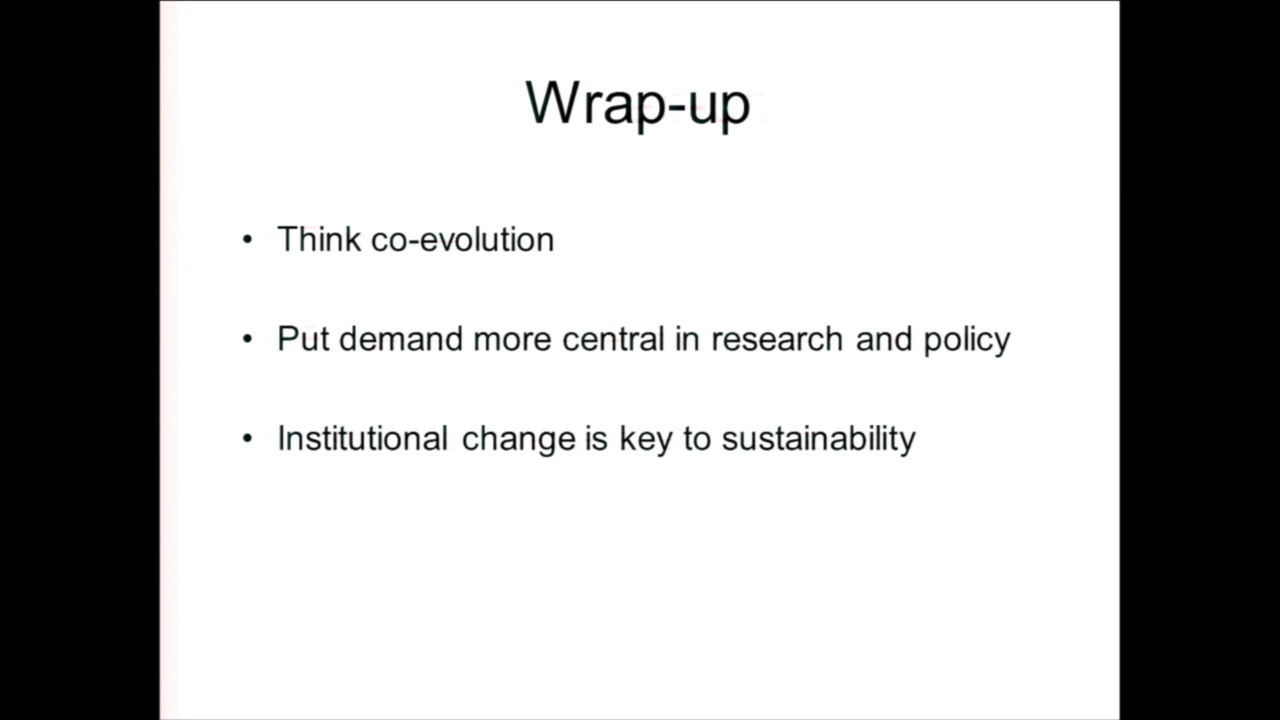 Wrap-up
• Think co-evolution
• Put demand more central in research and policy
• Institutional change is key to sustainability